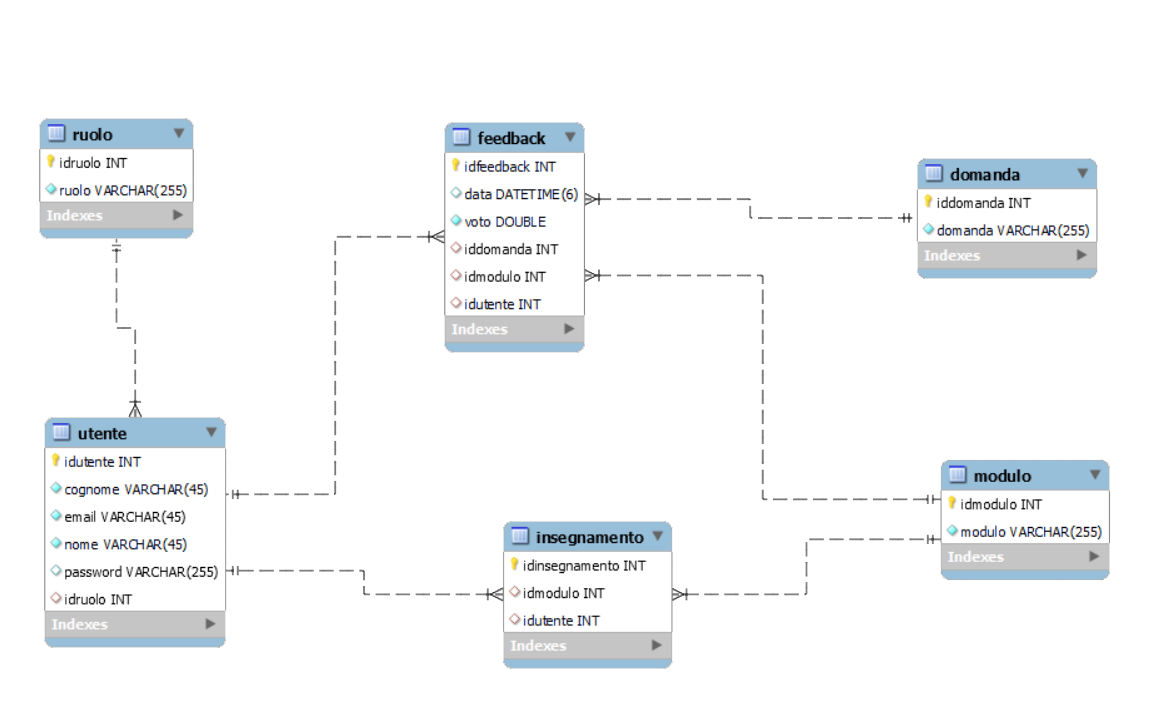 ruolo
idruolo INT
ruolo VARCHAR(255)
Indexes
feedback
idfeedback INT
data DATETIME(6)
voto DOUBLE
iddomanda INT
idmodulo INT
idutente INT
Indexes
domanda
iddomanda INT
domanda VARCHAR(255)
Indexes
utente
idutente INT
cognome VARCHAR(45)
email VARCHAR(45)
nome VARCHAR(45)
password VARCHAR(255)
idruolo INT
Indexes
insegnamento
idinsegnamento INT
idmodulo INT
idutente INT
Indexes
modulo
idmodulo INT
modulo VARCHAR(255)
Indexes